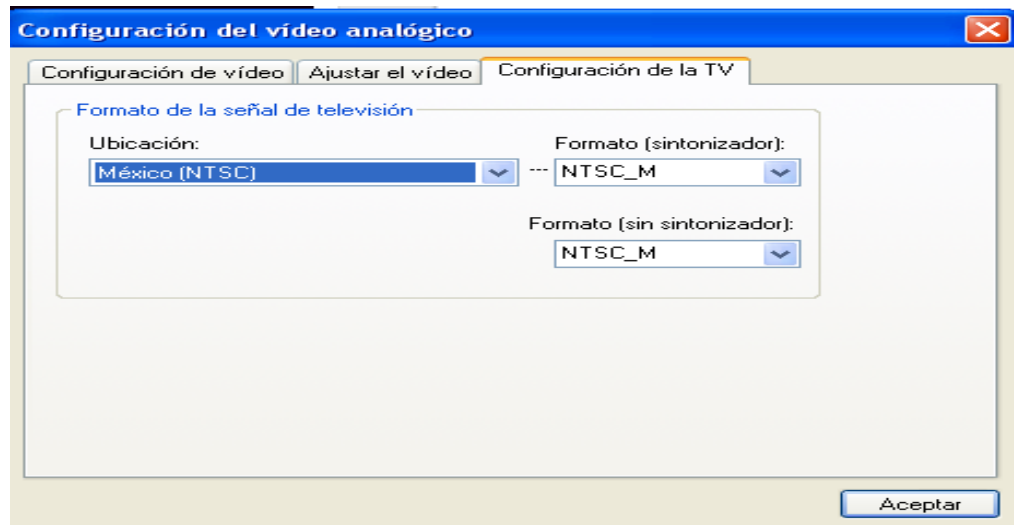 Configuración del vídeo analógico
Configuración de vídeo Ajustar el vídeo Configuración de la TV
Formato de la señal de televisión
Ubicación: Formato (sintonizador):
México (NTSC) --- NTSC_M
Formato (sin sintonizador):
NTSC_M
Aceptar